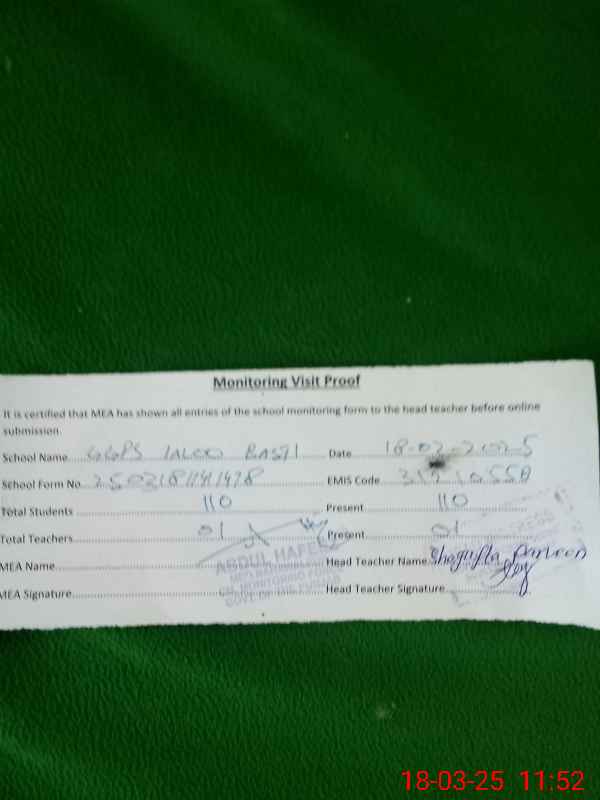 Monitoring Visit Proof
It is certified that MEA has shown all entries of the school monitoring form to the head teacher before online
submission.
School Name GGPS LALOO BASTI Date 18-03-2025
School Form No. EMIS Code
Total Students 110 Present 110
Total Teachers 01 Present 01
MEA Name Head Teacher Name Shagufta Parveen
MEA Signature Head Teacher Signature
ABDUL HAFEEZ
18-03-25 11:52